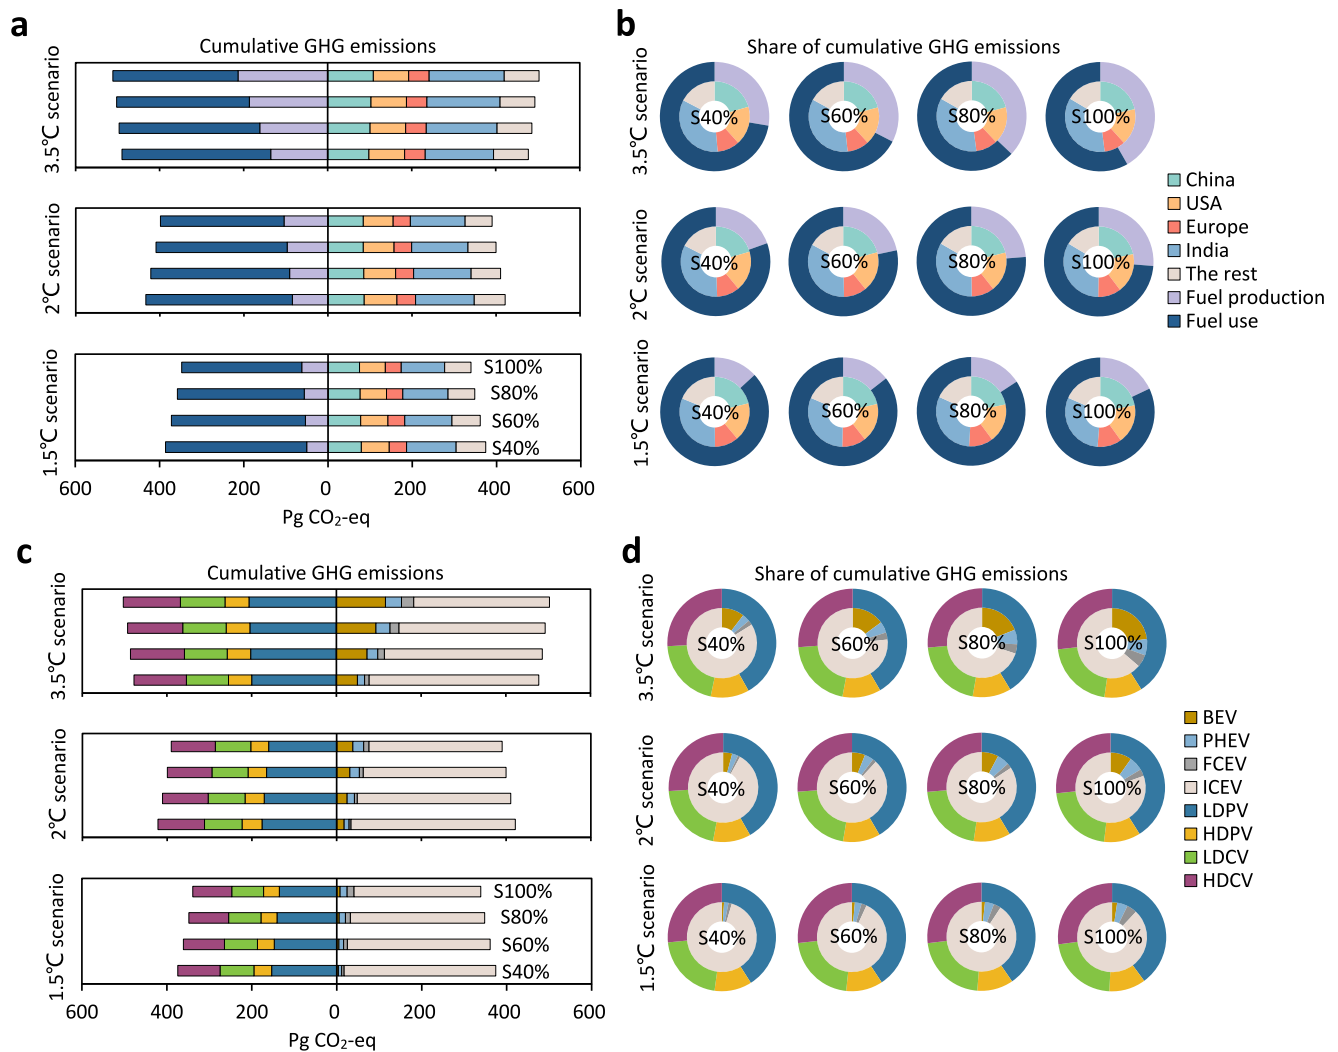 a
Cumulative GHG emissions
3.5℃ scenario
2℃ scenario
1.5℃ scenario
S100%
S80%
S60%
S40%
600 400 200 0 200 400 600
Pg CO₂-eq
b
Share of cumulative GHG emissions
3.5℃ scenario
S40% S60% S80% S100%
2℃ scenario
S40% S60% S80% S100%
1.5℃ scenario
S40% S60% S80% S100%
China
USA
Europe
India
The rest
Fuel production
Fuel use
c
Cumulative GHG emissions
3.5℃ scenario
2℃ scenario
1.5℃ scenario
S100%
S80%
S60%
S40%
600 400 200 0 200 400 600
Pg CO₂-eq
d
Share of cumulative GHG emissions
3.5℃ scenario
S40% S60% S80% S100%
2℃ scenario
S40% S60% S80% S100%
1.5℃ scenario
S40% S60% S80% S100%
BEV
PHEV
FCEV
ICEV
LDPV
HDPV
LDCV
HDCV